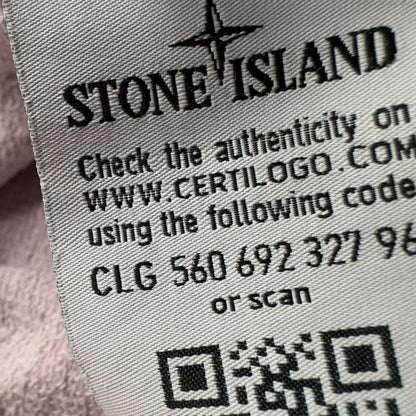 STONE ISLAND
Check the authenticity on
WWW.CERTILOGO.COM
using the following code
CLG 560 692 327 96
or scan